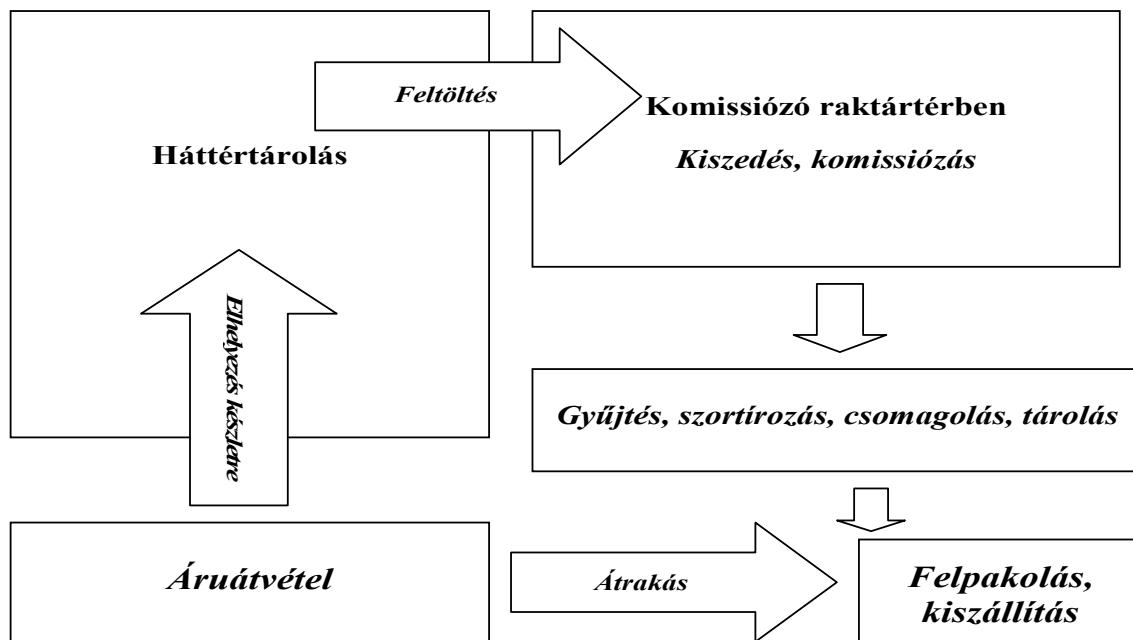 Feltöltés
Háttértárolás
Komissiózó raktártérben
Kiszedés, komissiózás
Elhelyezés készletre
Gyűjtés, szortírozás, csomagolás, tárolás
Áruátvétel
Átrakás
Felpakolás,
kiszállítás